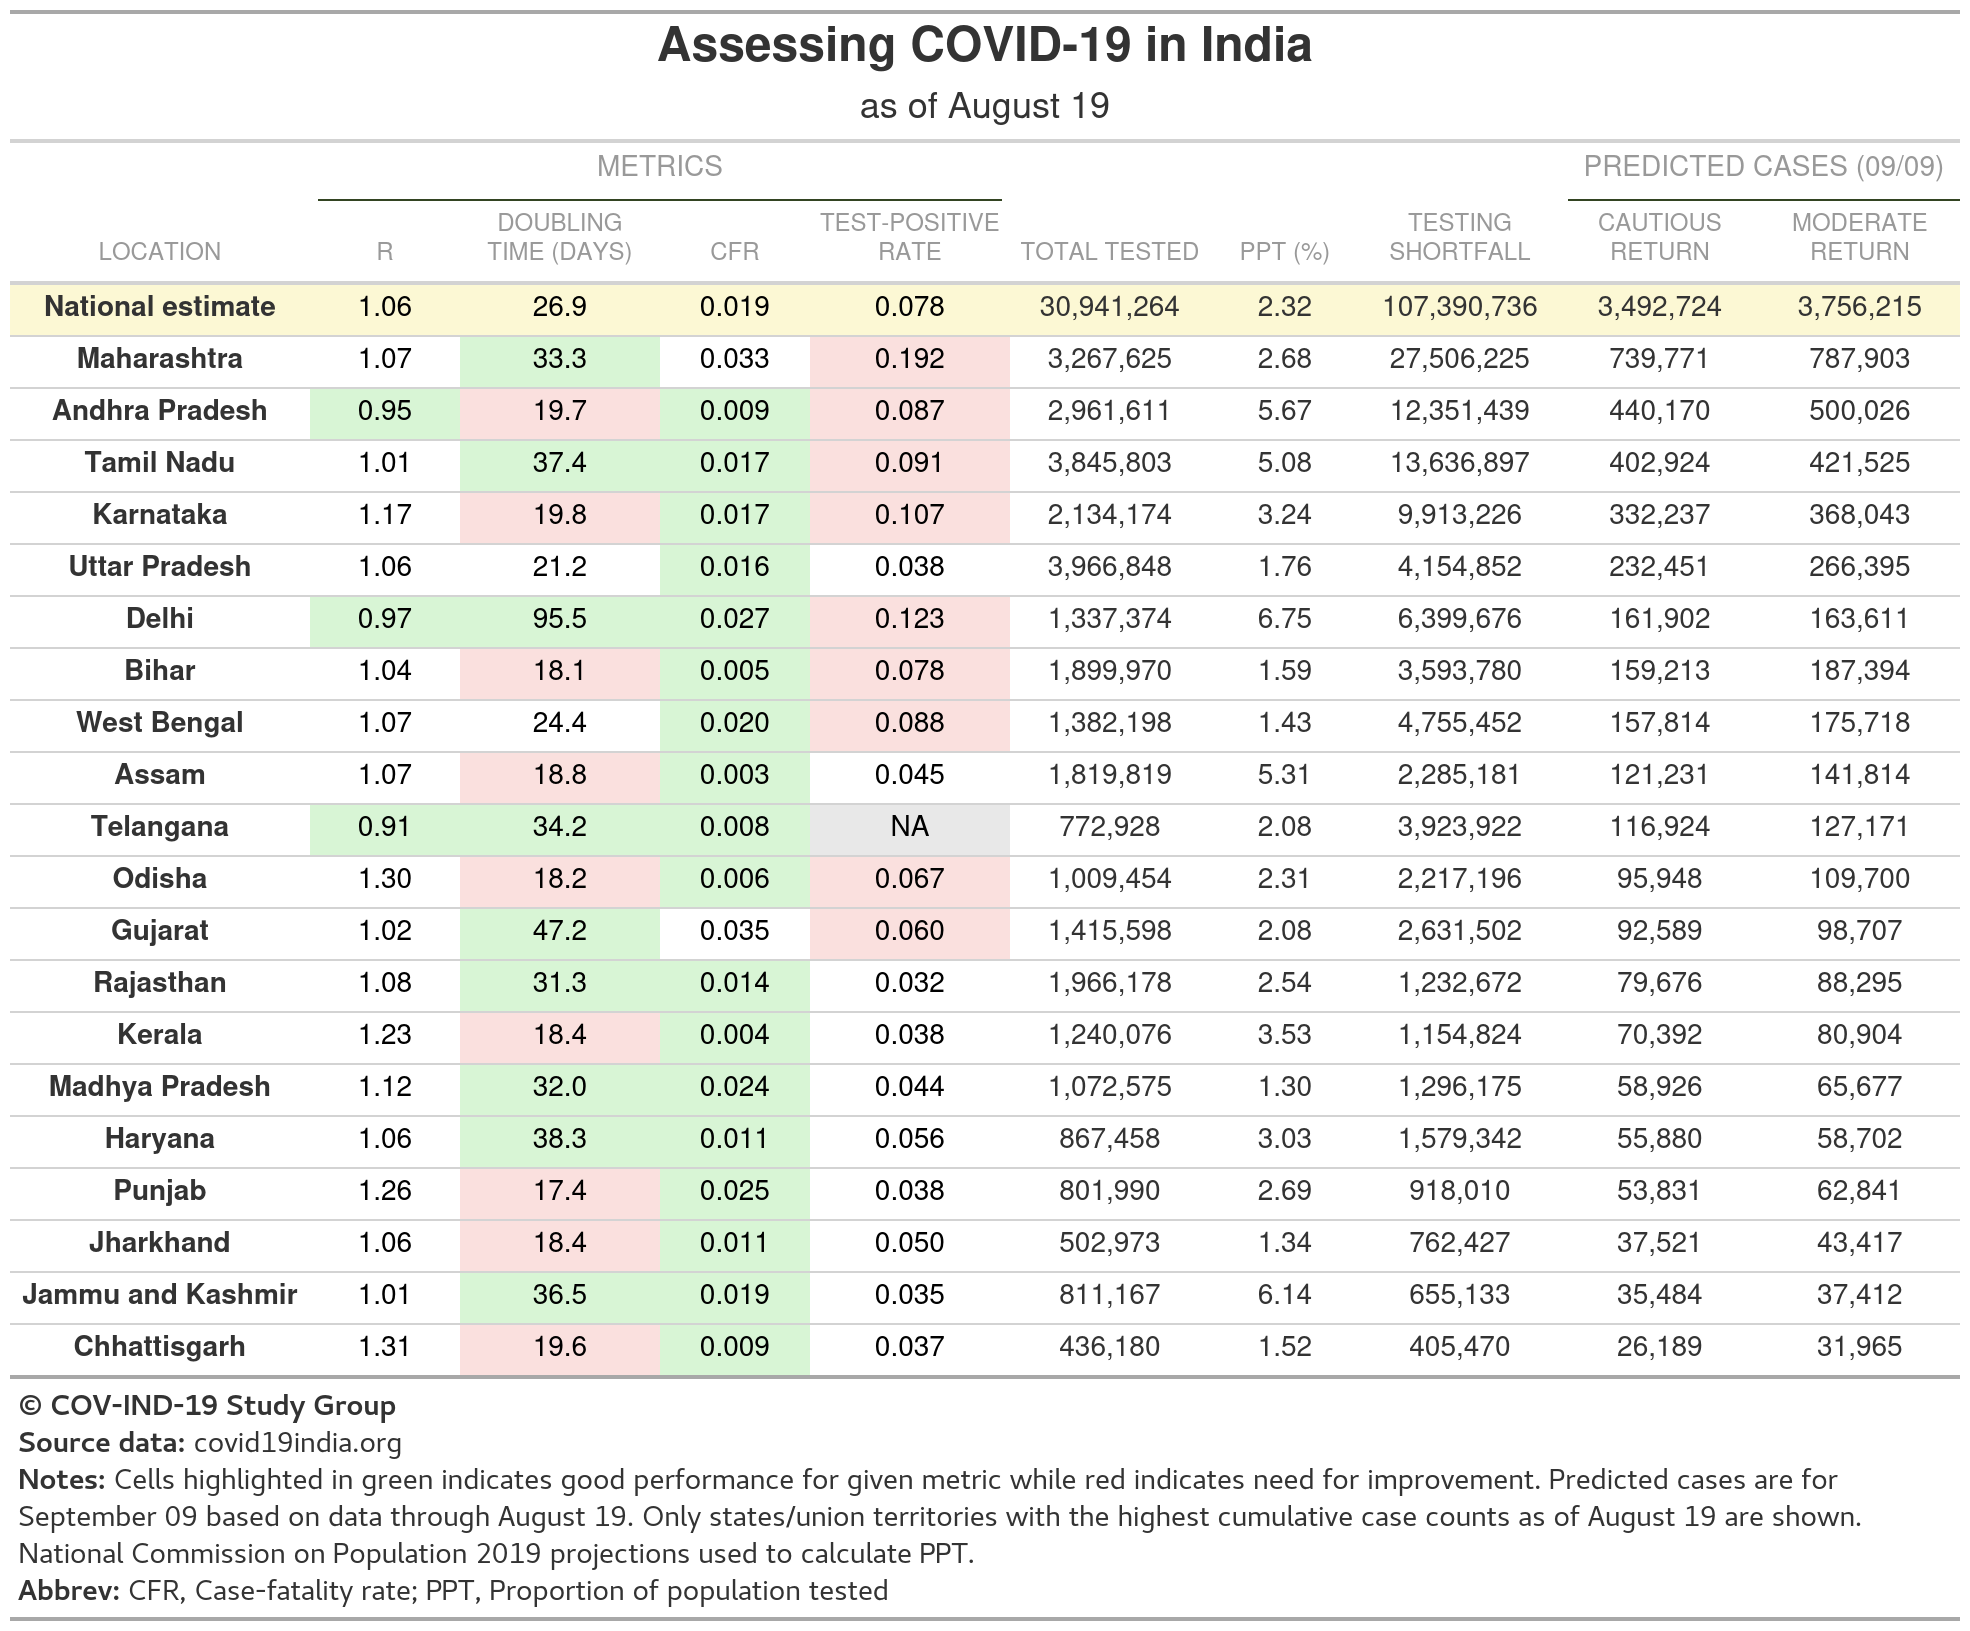 Assessing COVID-19 in India
as of August 19
METRICS PREDICTED CASES (09/09)
LOCATION R DOUBLING TIME (DAYS) CFR TEST-POSITIVE RATE TOTAL TESTED PPT (%) TESTING SHORTFALL CAUTIOUS RETURN MODERATE RETURN
National estimate 1.06 26.9 0.019 0.078 30,941,264 2.32 107,390,736 3,492,724 3,756,215
Maharashtra 1.07 33.3 0.033 0.192 3,267,625 2.68 27,506,225 739,771 787,903
Andhra Pradesh 0.95 19.7 0.009 0.087 2,961,611 5.67 12,351,439 440,170 500,026
Tamil Nadu 1.01 37.4 0.017 0.091 3,845,803 5.08 13,636,897 402,924 421,525
Karnataka 1.17 19.8 0.017 0.107 2,134,174 3.24 9,913,226 332,237 368,043
Uttar Pradesh 1.06 21.2 0.016 0.038 3,966,848 1.76 4,154,852 232,451 266,395
Delhi 0.97 95.5 0.027 0.123 1,337,374 6.75 6,399,676 161,902 163,611
Bihar 1.04 18.1 0.005 0.078 1,899,970 1.59 3,593,780 159,213 187,394
West Bengal 1.07 24.4 0.020 0.088 1,382,198 1.43 4,755,452 157,814 175,718
Assam 1.07 18.8 0.003 0.045 1,819,819 5.31 2,285,181 121,231 141,814
Telangana 0.91 34.2 0.008 NA 772,928 2.08 3,923,922 116,924 127,171
Odisha 1.30 18.2 0.006 0.067 1,009,454 2.31 2,217,196 95,948 109,700
Gujarat 1.02 47.2 0.035 0.060 1,415,598 2.08 2,631,502 92,589 98,707
Rajasthan 1.08 31.3 0.014 0.032 1,966,178 2.54 1,232,672 79,676 88,295
Kerala 1.23 18.4 0.004 0.038 1,240,076 3.53 1,154,824 70,392 80,904
Madhya Pradesh 1.12 32.0 0.024 0.044 1,072,575 1.30 1,296,175 58,926 65,677
Haryana 1.06 38.3 0.011 0.056 867,458 3.03 1,579,342 55,880 58,702
Punjab 1.26 17.4 0.025 0.038 801,990 2.69 918,010 53,831 62,841
Jharkhand 1.06 18.4 0.011 0.050 502,973 1.34 762,427 37,521 43,417
Jammu and Kashmir 1.01 36.5 0.019 0.035 811,167 6.14 655,133 35,484 37,412
Chhattisgarh 1.31 19.6 0.009 0.037 436,180 1.52 405,470 26,189 31,965
© COV-IND-19 Study Group
Source data: covid19india.org
Notes: Cells highlighted in green indicates good performance for given metric while red indicates need for improvement. Predicted cases are for
September 09 based on data through August 19. Only states/union territories with the highest cumulative case counts as of August 19 are shown.
National Commission on Population 2019 projections used to calculate PPT.
Abbrev: CFR, Case-fatality rate; PPT, Proportion of population tested